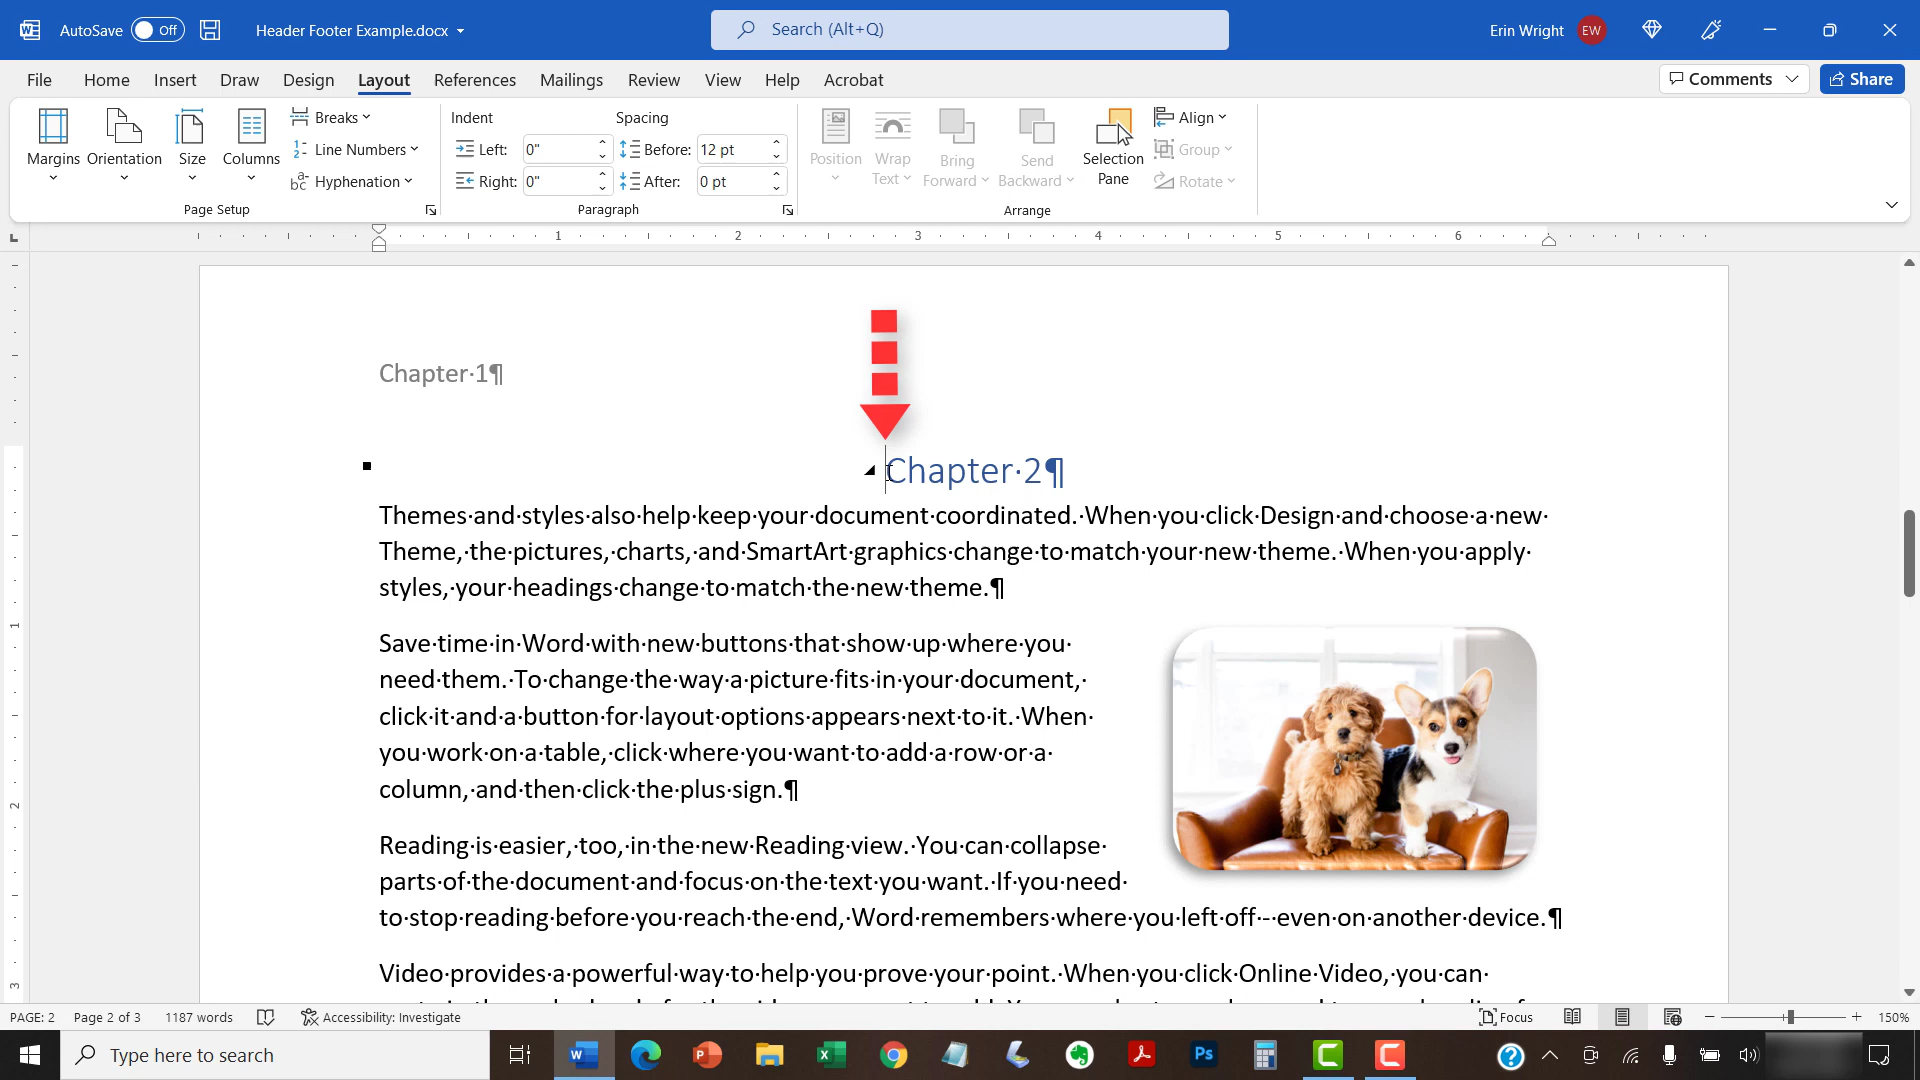 AutoSave Off Header Footer Example.docx Search (Alt+Q) Erin Wright EW
File Home Insert Draw Design Layout References Mailings Review View Help Acrobat Comments Share
Margins Orientation Size Columns Breaks Line Numbers Hyphenation
Page Setup
Indent Spacing
Left: 0" Before: 12 pt
Right: 0" After: 0 pt
Paragraph
Position Wrap Text Bring Forward Send Backward Selection Pane Align Group Rotate
Arrange
1 2 3 4 5 6
Chapter·1¶
Chapter·2¶
Themes·and·styles·also·help·keep·your·document·coordinated.·When·you·click·Design·and·choose·a·new·
Theme,·the·pictures,·charts,·and·SmartArt·graphics·change·to·match·your·new·theme.·When·you·apply·
styles,·your·headings·change·to·match·the·new·theme.¶
Save·time·in·Word·with·new·buttons·that·show·up·where·you·
need·them.·To·change·the·way·a·picture·fits·in·your·document,·
click·it·and·a·button·for·layout·options·appears·next·to·it.·When·
you·work·on·a·table,·click·where·you·want·to·add·a·row·or·a·
column,·and·then·click·the·plus·sign.¶
Reading·is·easier,·too,·in·the·new·Reading·view.·You·can·collapse·
parts·of·the·document·and·focus·on·the·text·you·want.·If·you·need·
to·stop·reading·before·you·reach·the·end,·Word·remembers·where·you·left·off·-·even·on·another·device.¶
Video·provides·a·powerful·way·to·help·you·prove·your·point.·When·you·click·Online·Video,·you·can·
1
2
3
PAGE: 2 Page 2 of 3 1187 words Accessibility: Investigate Focus 150%
Type here to search